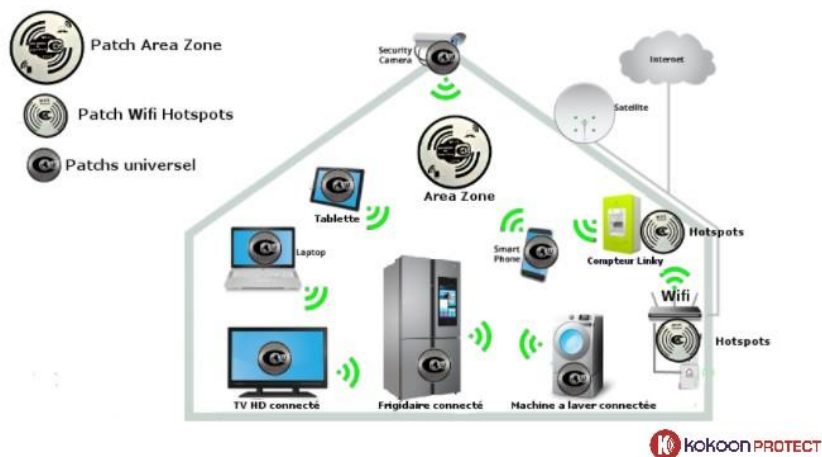 Patch Area Zone
Patch Wifi Hotspots
Patchs universel
Security
Camera
Internet
Satellite
Area Zone
Tablette
Laptop
Smart
Phone
Compteur Linky
Hotspots
Wifi
Hotspots
TV HD connecté
Frigidaire connecté
Machine a laver connectée
KOKOON PROTECT